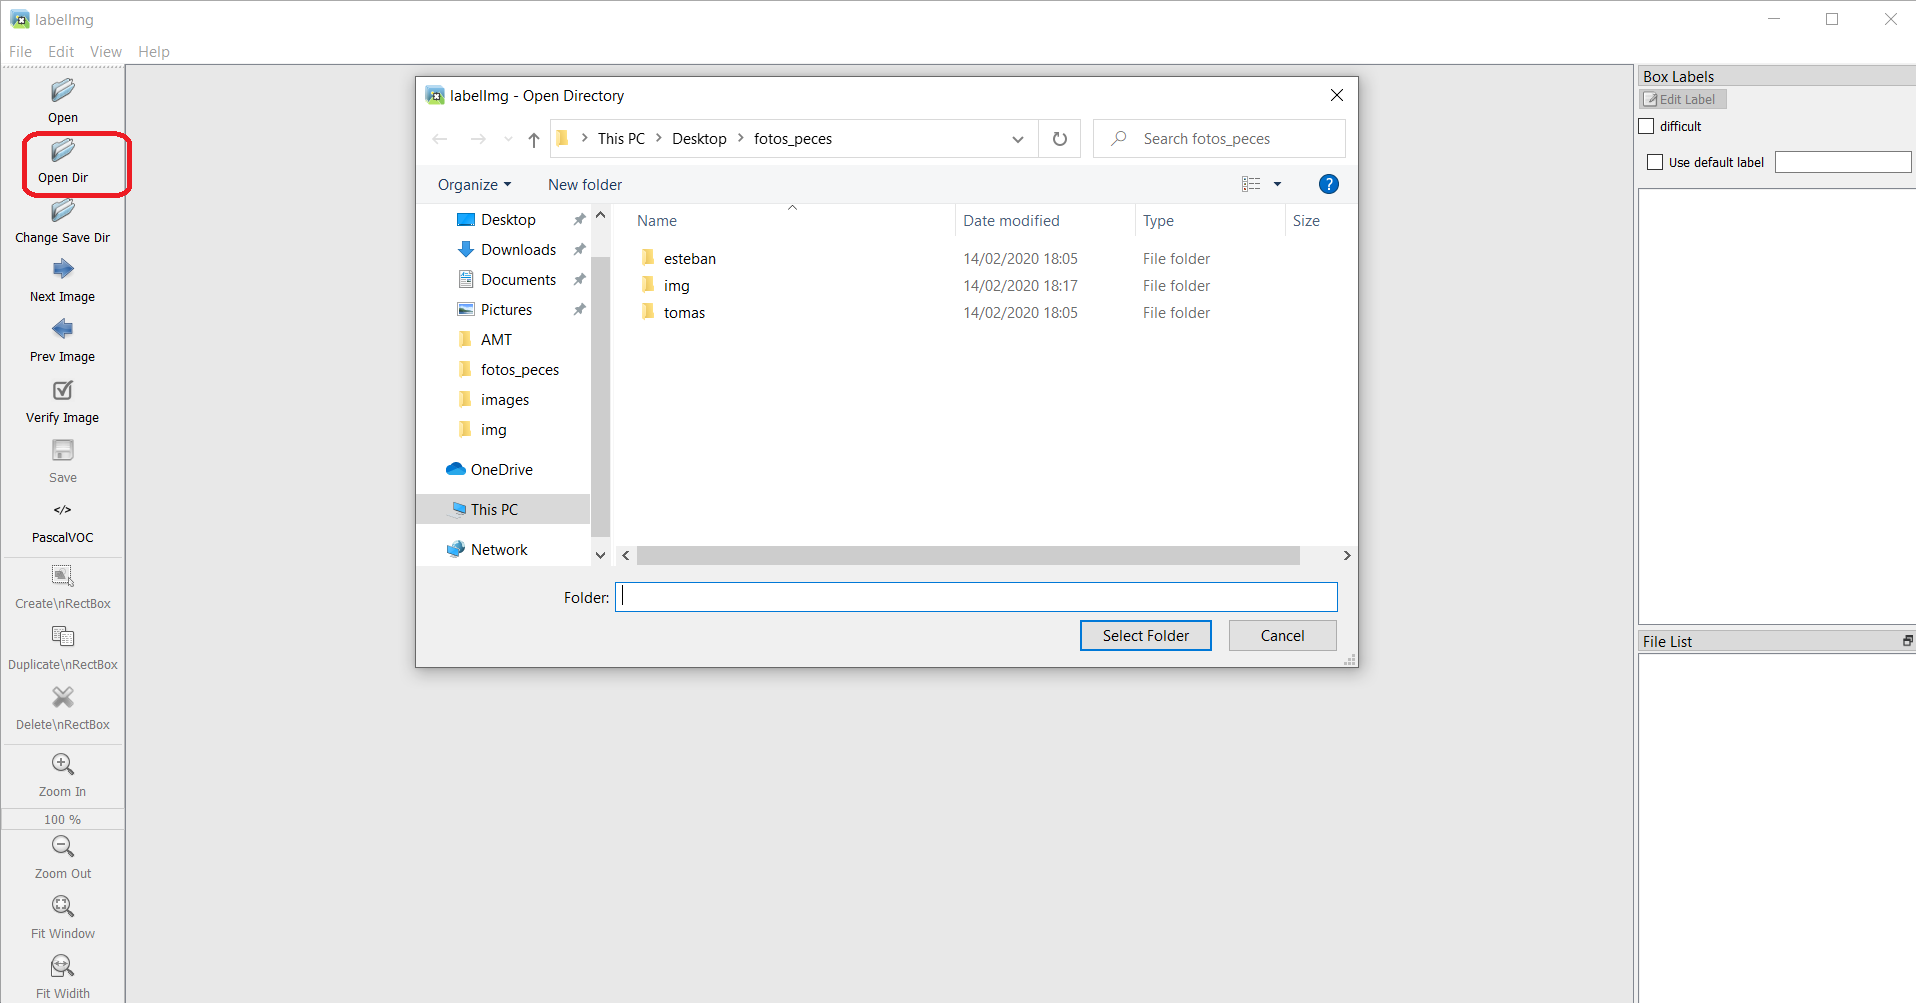 labelImg
File Edit View Help
Open
Open Dir
Change Save Dir
Next Image
Prev Image
Verify Image
Save
</>
PascalVOC
Create\nRectBox
Duplicate\nRectBox
Delete\nRectBox
Zoom In
100 %
Zoom Out
Fit Window
Fit Widith
labelImg - Open Directory
This PC > Desktop > fotos_peces
Search fotos_peces
Organize New folder
?
Desktop
Downloads
Documents
Pictures
AMT
fotos_peces
images
img
OneDrive
This PC
Network
Name Date modified Type Size
esteban 14/02/2020 18:05 File folder
img 14/02/2020 18:17 File folder
tomas 14/02/2020 18:05 File folder
Folder:
Select Folder Cancel
Box Labels
Edit Label
difficult
Use default label
File List